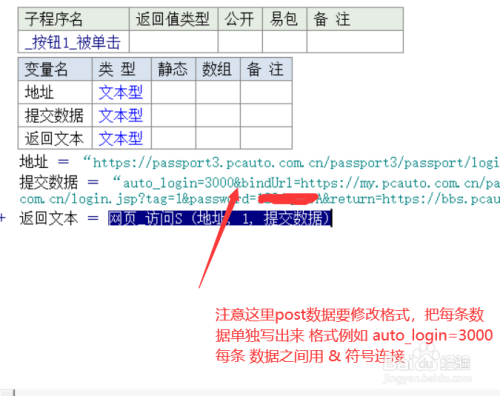 子程序名 返回值类型 公开 易包 备 注
_按钮1_被单击
变量名 类 型 静态 数组 备 注
地址 文本型
提交数据 文本型
返回文本 文本型
地址 = “https://passport3.pcauto.com.cn/passport3/passport/logi
提交数据 = “auto_login=3000&bindUrl=https://my.pcauto.com.cn/pa
com.cn/login.jsp?tag=1&password= &return=https://bbs.pcau
+ 返回文本 = 网页_访问S (地址, 1, 提交数据)
注意这里post数据要修改格式，把每条数
据单独写出来 格式例如 auto_login=3000
每条 数据之间用 & 符号连接
Baidu 经验
jingyan.baidu.com